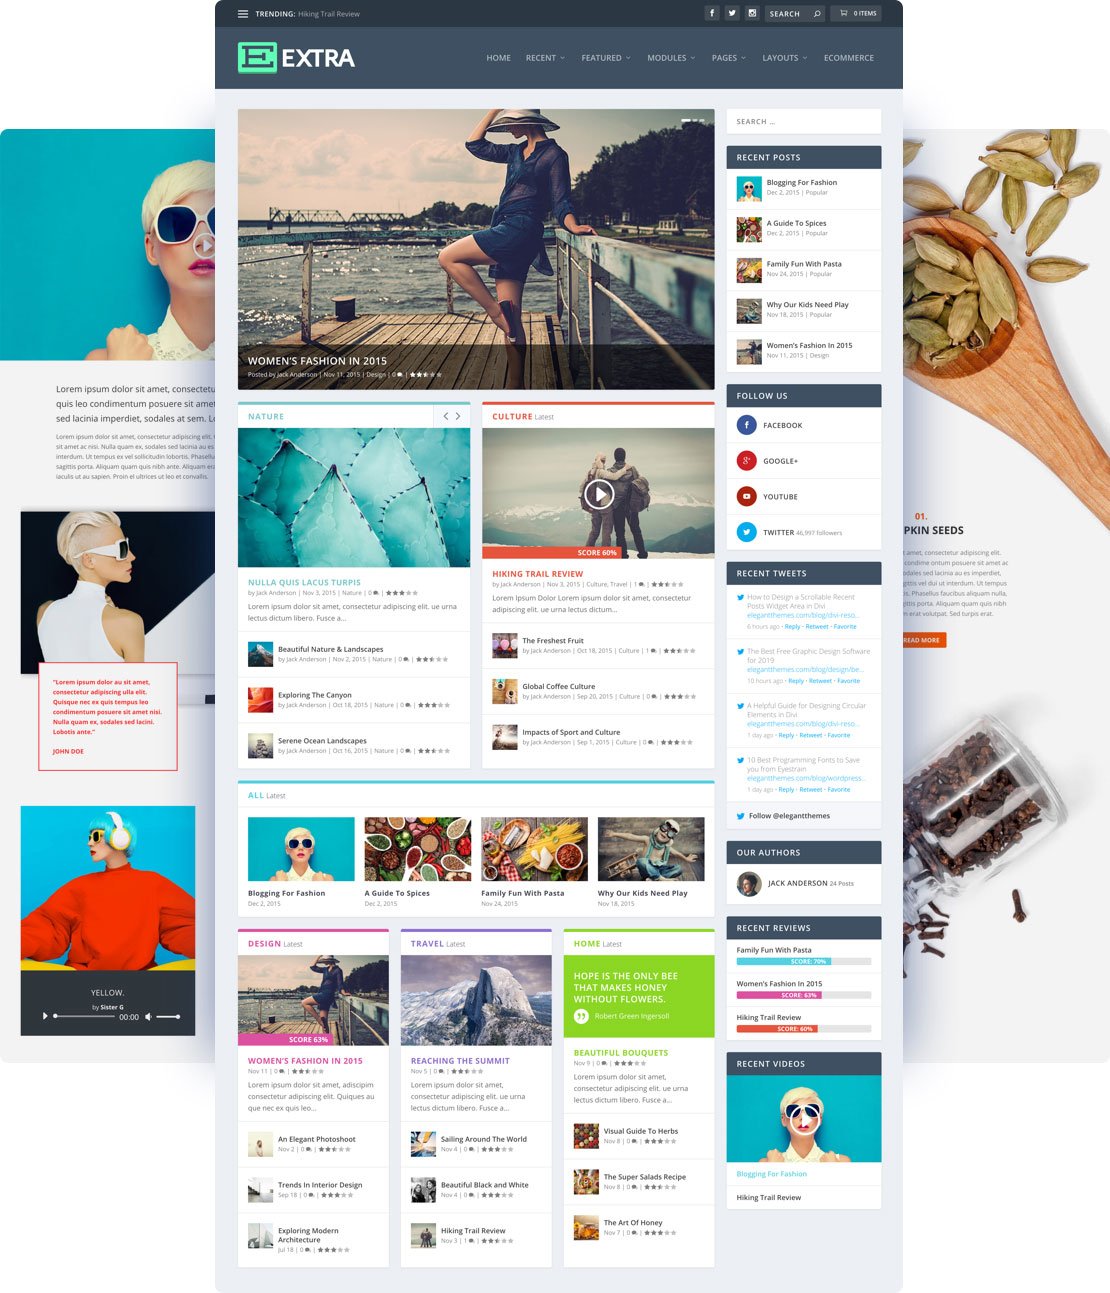 TRENDING: Hiking Trail Review
SEARCH
0 ITEMS
E EXTRA
HOME
RECENT
FEATURED
MODULES
PAGES
LAYOUTS
ECOMMERCE
WOMEN'S FASHION IN 2015
Posted by Jack Anderson | Nov 11, 2015 | Design | 0
NATURE
NULLA QUIS LACUS TURPIS
by Jack Anderson | Nov 3, 2015 | Nature | 0
Lorem ipsum dolor sit amet, consectetur adipiscing elit. ue urna
lectus dictum libero. Fusce a...
Beautiful Nature & Landscapes
by Jack Anderson | Nov 2, 2015 | Nature | 0
Exploring The Canyon
by Jack Anderson | Oct 18, 2015 | Nature | 0
Serene Ocean Landscapes
by Jack Anderson | Oct 16, 2015 | Nature | 0
CULTURE Latest
SCORE 60%
HIKING TRAIL REVIEW
by Jack Anderson | Nov 3, 2015 | Culture, Travel | 1
Lorem Ipsum Dolor Lorem ipsum dolor sit amet, consectetur
adipiscing elit. ue urna lectus dictum...
The Freshest Fruit
by Jack Anderson | Oct 18, 2015 | Culture | 1
Global Coffee Culture
by Jack Anderson | Sep 20, 2015 | Culture | 0
Impacts of Sport and Culture
by Jack Anderson | Sep 1, 2015 | Culture | 0
ALL Latest
Blogging For Fashion
Dec 2, 2015
A Guide To Spices
Dec 2, 2015
Family Fun With Pasta
Nov 24, 2015
Why Our Kids Need Play
Nov 18, 2015
DESIGN Latest
SCORE 63%
WOMEN'S FASHION IN 2015
Nov 11 | 0
Lorem ipsum dolor sit amet, adiscipim
consectetur adipiscing elit. Quiques au
que nec ex quis leo...
An Elegant Photoshoot
Nov 2 | 0
Trends In Interior Design
Sep 18 | 0
Exploring Modern
Architecture
Jul 18 | 0
TRAVEL Latest
REACHING THE SUMMIT
Nov 5 | 0
Lorem ipsum dolor sit amet,
consectetur adipiscing elit. ue urna
lectus dictum libero. Fusce a...
Sailing Around The World
Nov 4 | 0
Beautiful Black and White
Nov 4 | 0
Hiking Trail Review
Nov 3 | 1
HOME Latest
HOPE IS THE ONLY BEE
THAT MAKES HONEY
WITHOUT FLOWERS.
Robert Green Ingersoll
BEAUTIFUL BOUQUETS
Nov 9 | 0
Lorem ipsum dolor sit amet,
consectetur adipiscing elit. ue urna
lectus dictum libero. Fusce a...
Visual Guide To Herbs
Nov 8 | 0
The Super Salads Recipe
Nov 8 | 0
The Art Of Honey
Nov 7 | 0
SEARCH ...
RECENT POSTS
Blogging For Fashion
Dec 2, 2015 | Popular
A Guide To Spices
Dec 2, 2015 | Popular
Family Fun With Pasta
Nov 24, 2015 | Popular
Why Our Kids Need Play
Nov 18, 2015 | Popular
Women's Fashion In 2015
Nov 11, 2015 | Design
FOLLOW US
FACEBOOK
GOOGLE+
YOUTUBE
TWITTER 46,997 followers
RECENT TWEETS
How to Design a Scrollable Recent
Posts Widget Area in Divi
elegantthemes.com/blog/divi-reso...
6 hours ago · Reply · Retweet · Favorite
The Best Free Graphic Design Software
for 2019
elegantthemes.com/blog/design/be...
10 hours ago · Reply · Retweet · Favorite
A Helpful Guide for Designing Circular
Elements in Divi
elegantthemes.com/blog/divi-reso...
1 day ago · Reply · Retweet · Favorite
10 Best Programming Fonts to Save
you from Eyestrain
elegantthemes.com/blog/wordpress...
1 day ago · Reply · Retweet · Favorite
Follow @elegantthemes
OUR AUTHORS
JACK ANDERSON 24 Posts
RECENT REVIEWS
Family Fun With Pasta
SCORE: 70%
Women's Fashion In 2015
SCORE: 63%
Hiking Trail Review
SCORE: 60%
RECENT VIDEOS
Blogging For Fashion
Hiking Trail Review
Lorem ipsum dolor sit amet, consectetu
quis leo condimentum posuere sit amet
sed lacinia imperdiet, sodales at sem. Lo
Lorem ipsum dolor sit amet, consectetur adipiscing elit.
sit amet ac nisi. Nulla quam ex, sodales sed lacinia au es
interdum. Ut tempus ex vel sollicitudin lobortis. Phasellu
sagittis porta. Aliquam quam quis nibh ante. Aliquam era
iaculis ut au sapien. Proin el ultrices ut leo et convallis.
"Lorem ipsum dolor au sit amet,
consectetur adipiscing ulla elit.
Quisque nec ex quis tempus leo
condimentum posuere sit amet nisi.
Nulla quam ex, sodales sed lacini.
Lobotis ante."
JOHN DOE
YELLOW.
by Sister G
00:00
01.
PKIN SEEDS
t amet, consectetur adipiscing elit.
condime ontum posuere sit amet
odales sed lacinia au es imperdiet,
agittis vel dui ut interdum. Ut tempus
s. Phasellus faucibus aliquam nulla,
gittis porta. Aliquam quam quis nibh
m erat volutpat. Sed turpis erat.
READ MORE